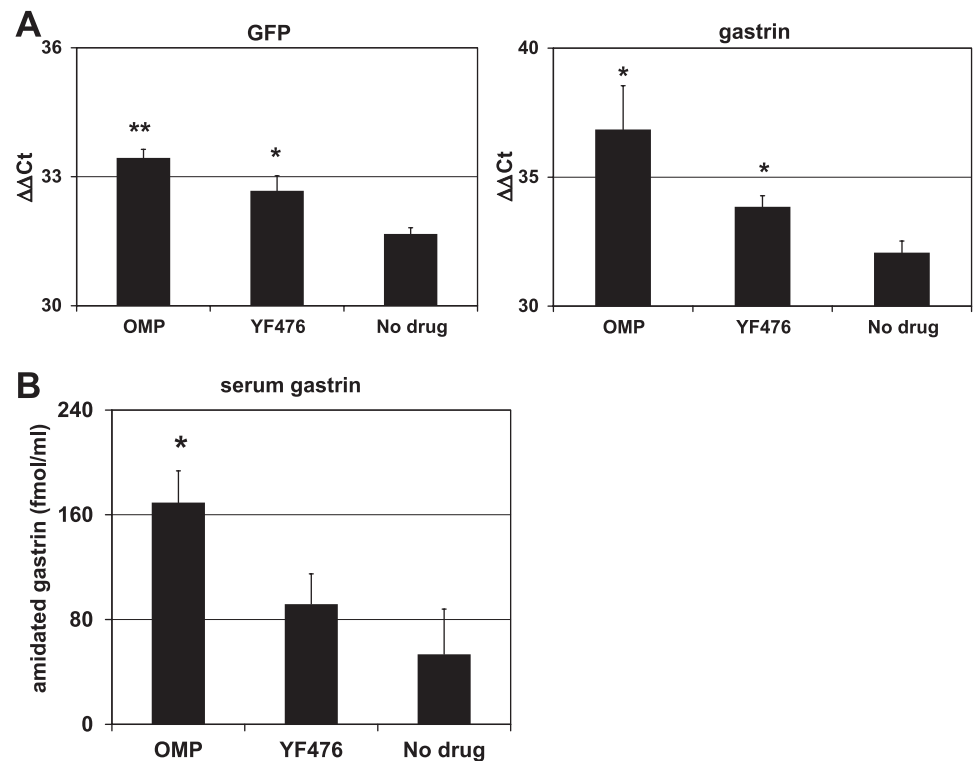 A
GFP
36
33
30
ΔΔCt
**
*
OMP
YF476
No drug
gastrin
40
35
30
ΔΔCt
*
*
OMP
YF476
No drug
B
serum gastrin
240
160
80
0
amidated gastrin (fmol/ml)
*
OMP
YF476
No drug